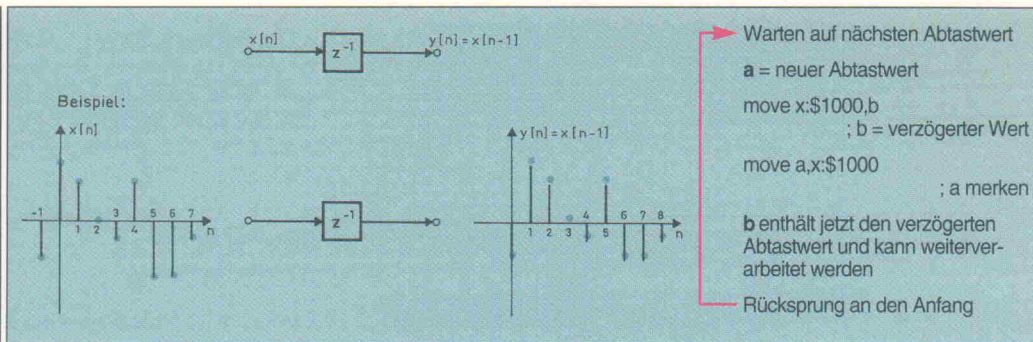 x[n]
z⁻¹
y[n] = x[n-1]
Beispiel:
x[n]
-1
1
2
3
4
5
6
7
n
z⁻¹
y[n] = x[n-1]
1
2
3
4
5
6
7
8
n
Warten auf nächsten Abtastwert
a = neuer Abtastwert
move x:$1000,b
; b = verzögerter Wert
move a,x:$1000
; a merken
b enthält jetzt den verzögerten
Abtastwert und kann weiterver-
arbeitet werden
Rücksprung an den Anfang